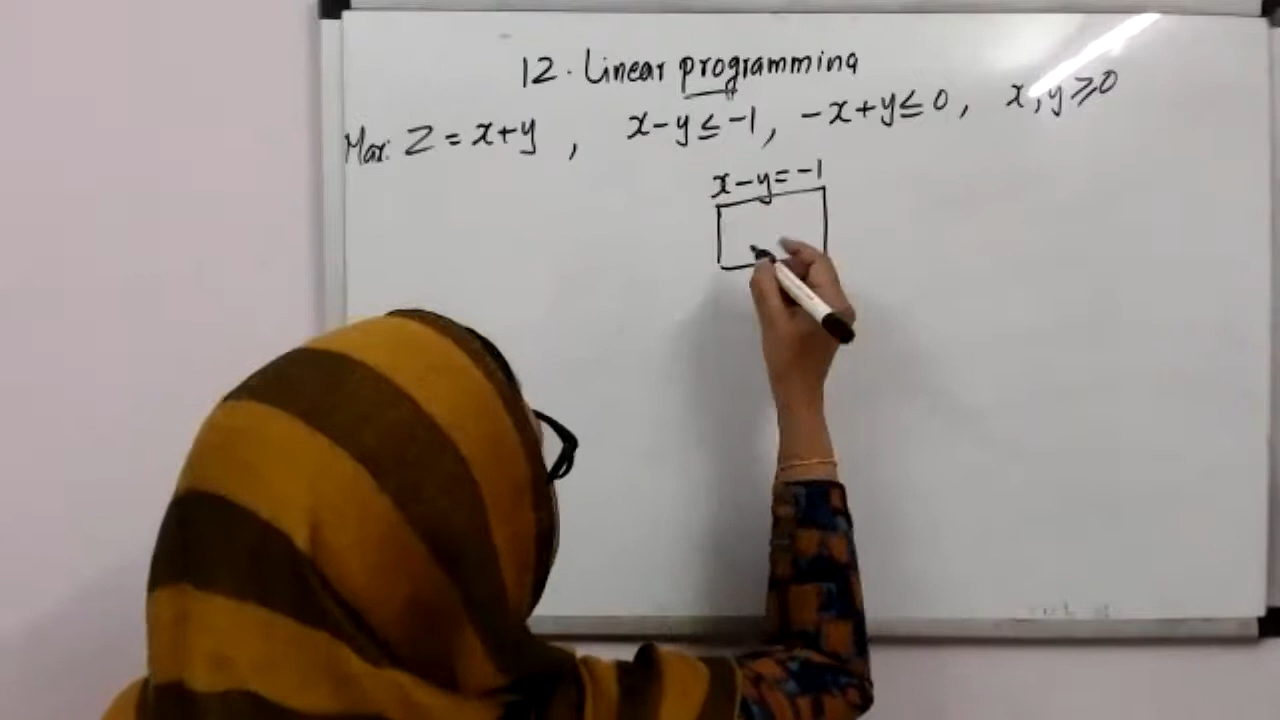 12. Linear programming
Max: Z = x+y , x-y ≤ -1, -x+y ≤ 0, x, y ≥ 0
x-y = -1